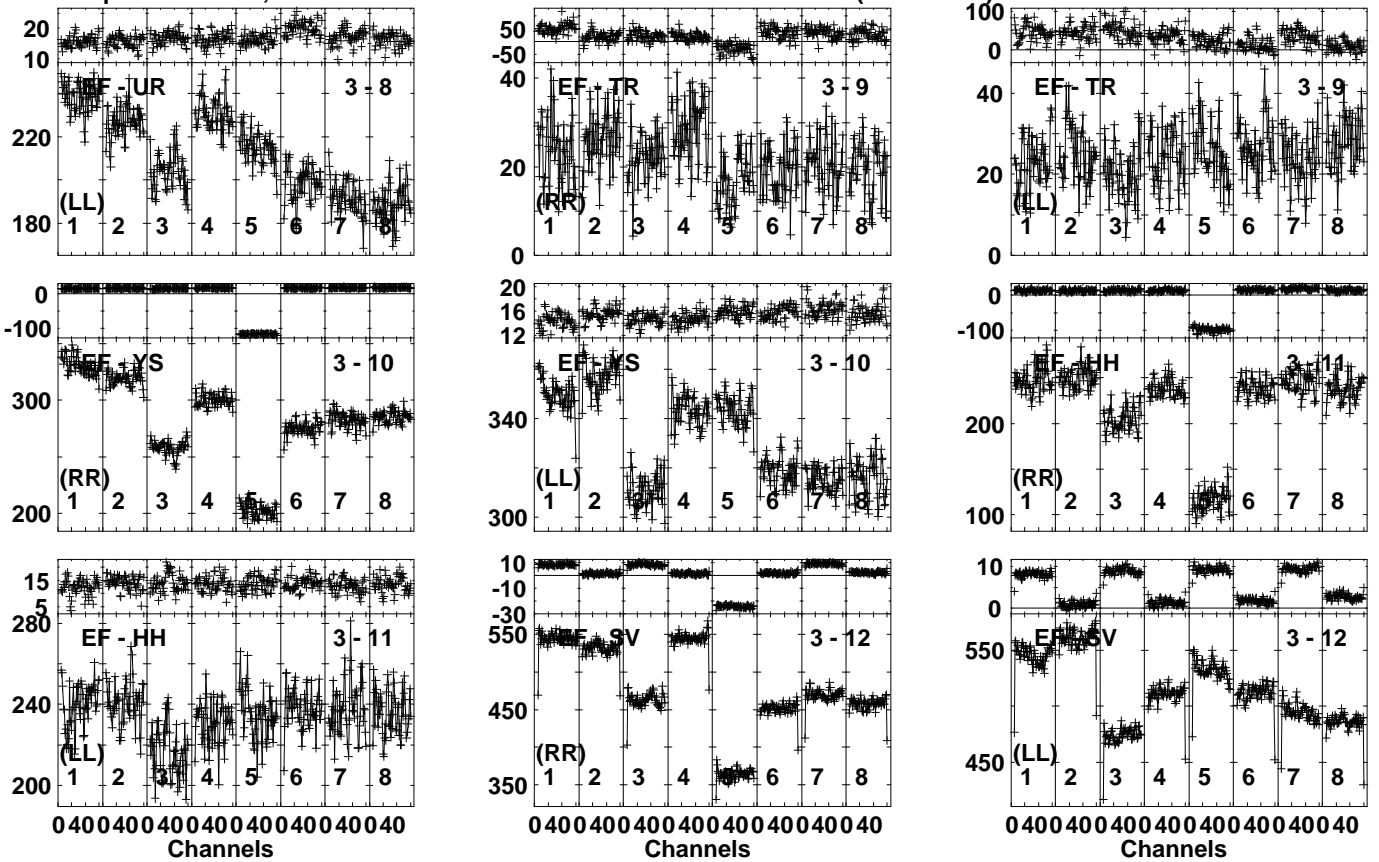 20
10
EF - UR 3 - 8
220
180
(LL)
1 2 3 4 5 6 7 8
50
-50
40
EF - TR 3 - 9
20
(RR)
1 2 3 4 5 6 7 8
0
100
0
40
EF - TR 3 - 9
20
(LL)
1 2 3 4 5 6 7 8
0
0
-100
EF - YS 3 - 10
300
(RR)
200
1 2 3 4 5 6 7 8
20
16
12
EF - YS 3 - 10
340
(LL)
300
1 2 3 4 5 6 7 8
0
-100
EF - HH 3 - 11
200
(RR)
100
1 2 3 4 5 6 7 8
15
5
280
EF - HH 3 - 11
240
(LL)
200
1 2 3 4 5 6 7 8
0 40 0 40 0 40 0 40 0 40 0 40 0 40 0 40
Channels
10
-10
-30
550
EF - SV 3 - 12
450
(RR)
350
1 2 3 4 5 6 7 8
0 40 0 40 0 40 0 40 0 40 0 40 0 40 0 40
Channels
10
0
550
EF - SV 3 - 12
450
(LL)
1 2 3 4 5 6 7 8
0 40 0 40 0 40 0 40 0 40 0 40 0 40 0 40
Channels